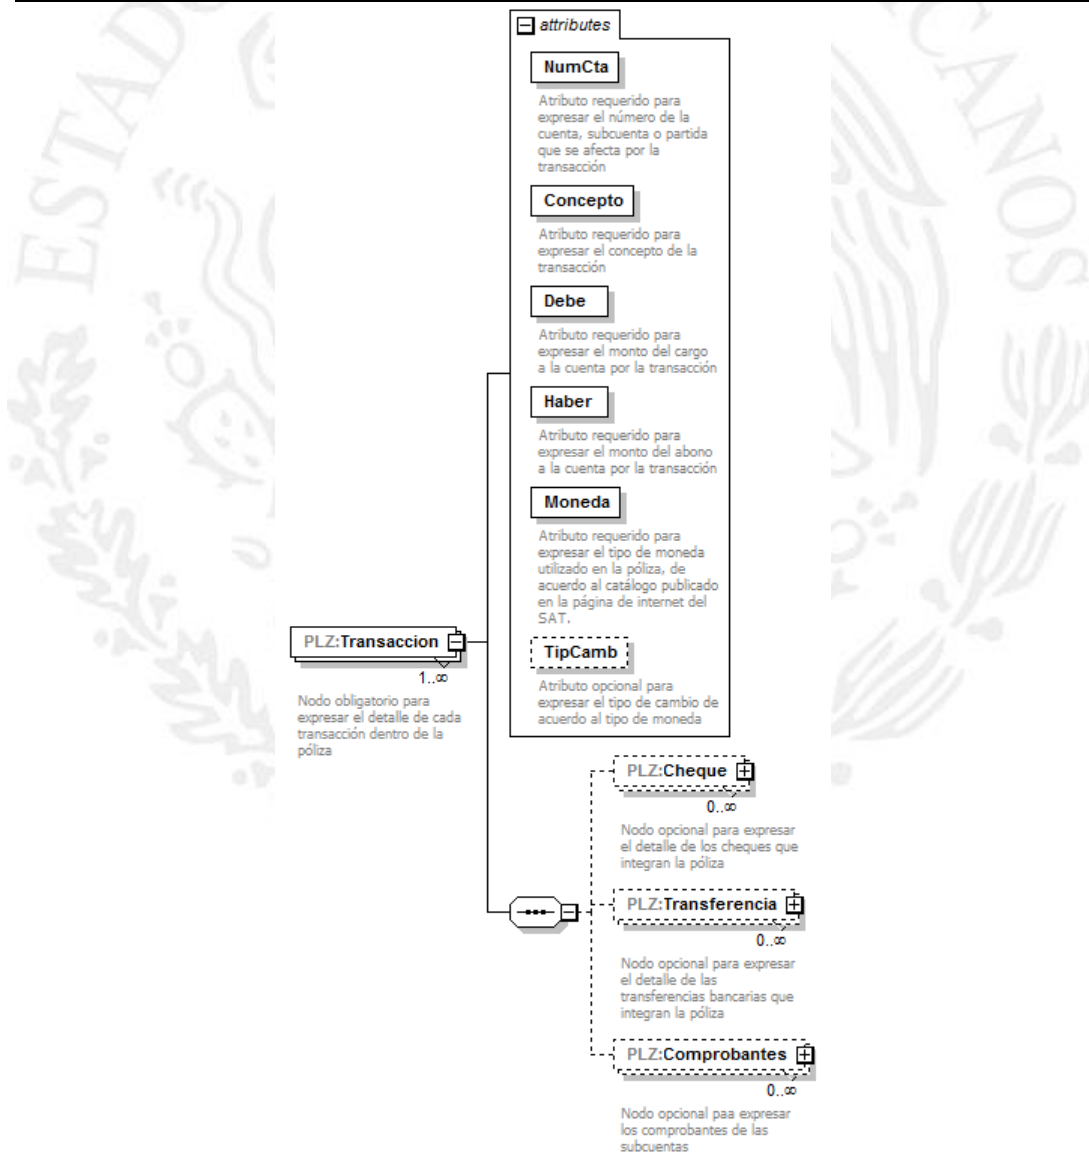 attributes
NumCta
Atributo requerido para
expresar el número de la
cuenta, subcuenta o partida
que se afecta por la
transacción
Concepto
Atributo requerido para
expresar el concepto de la
transacción
Debe
Atributo requerido para
expresar el monto del cargo
a la cuenta por la transacción
Haber
Atributo requerido para
expresar el monto del abono
a la cuenta por la transacción
Moneda
Atributo requerido para
expresar el tipo de moneda
utilizado en la póliza, de
acuerdo al catálogo publicado
en la página de internet del
SAT.
TipCamb
Atributo opcional para
expresar el tipo de cambio de
acuerdo al tipo de moneda
PLZ:Transaccion
1..∞
Nodo obligatorio para
expresar el detalle de cada
transacción dentro de la
póliza
PLZ:Cheque
0..∞
Nodo opcional para expresar
el detalle de los cheques que
integran la póliza
PLZ:Transferencia
0..∞
Nodo opcional para expresar
el detalle de las
transferencias bancarias que
integran la póliza
PLZ:Comprobantes
0..∞
Nodo opcional paa expresar
los comprobantes de las
subcuentas
ESTAD
CANOS